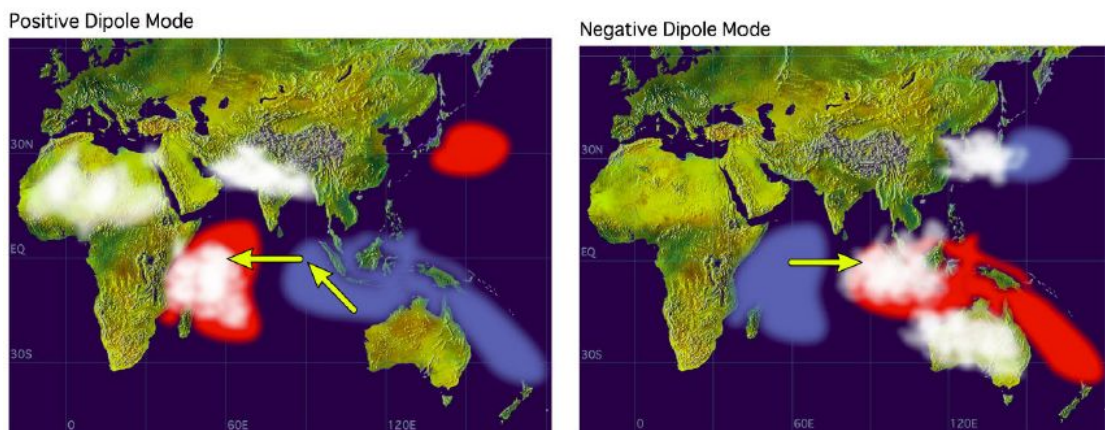 Positive Dipole Mode
30N
EQ
30S
0
60E
120E
Negative Dipole Mode
30N
EQ
30S
0
60E
120E